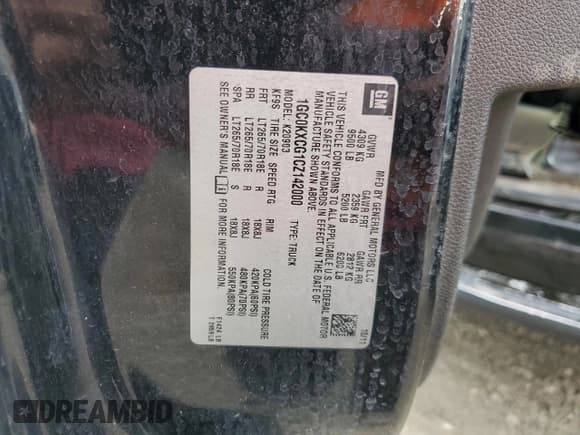 GM
MFD BY GENERAL MOTORS LLC
10/11
GVWR GAWR FRT GAWR RR
4309 KG 2359 KG 2812 KG
9500 LB 5200 LB 6200 LB
THIS VEHICLE CONFORMS TO ALL APPLICABLE U.S. FEDERAL MOTOR
VEHICLE SAFETY STANDARDS IN EFFECT ON THE DATE OF
MANUFACTURE SHOWN ABOVE.
1GC0KXCG1CZ142000 TYPE: TRUCK
MODEL: K20903
KF9S TIRE SIZE SPEED RTG RIM COLD TIRE PRESSURE
FRT LT265/70R18E R 18X8J 420KPA(60PSI)
RR LT265/70R18E R 18X8J 480KPA(70PSI)
SPA LT265/70R18E S 18X8J 550KPA(80PSI)
SEE OWNER'S MANUAL FOR MORE INFORMATION.
F1424 LB
DREAMBID